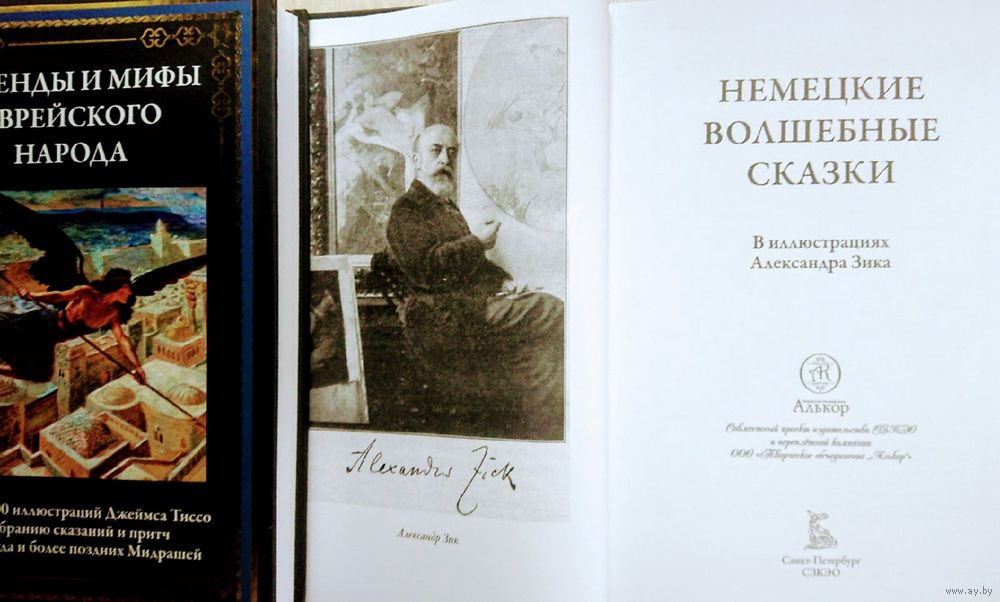 ЕНДЫ И МИФЫ
ВРЕЙСКОГО
НАРОДА
00 иллюстраций Джеймса Тиссо
бранию сказаний и притч
да и более поздних Мидрашей
Alexander Zick
Александр Зик
НЕМЕЦКИЕ
ВОЛШЕБНЫЕ
СКАЗКИ
В иллюстрациях
Александра Зика
АК
Алькор
Совместный проект издательства СЗКЭО
и переплётной компании
ООО «Творческое объединение „Алькор“»
Санкт-Петербург
СЗКЭО
www.ay.by